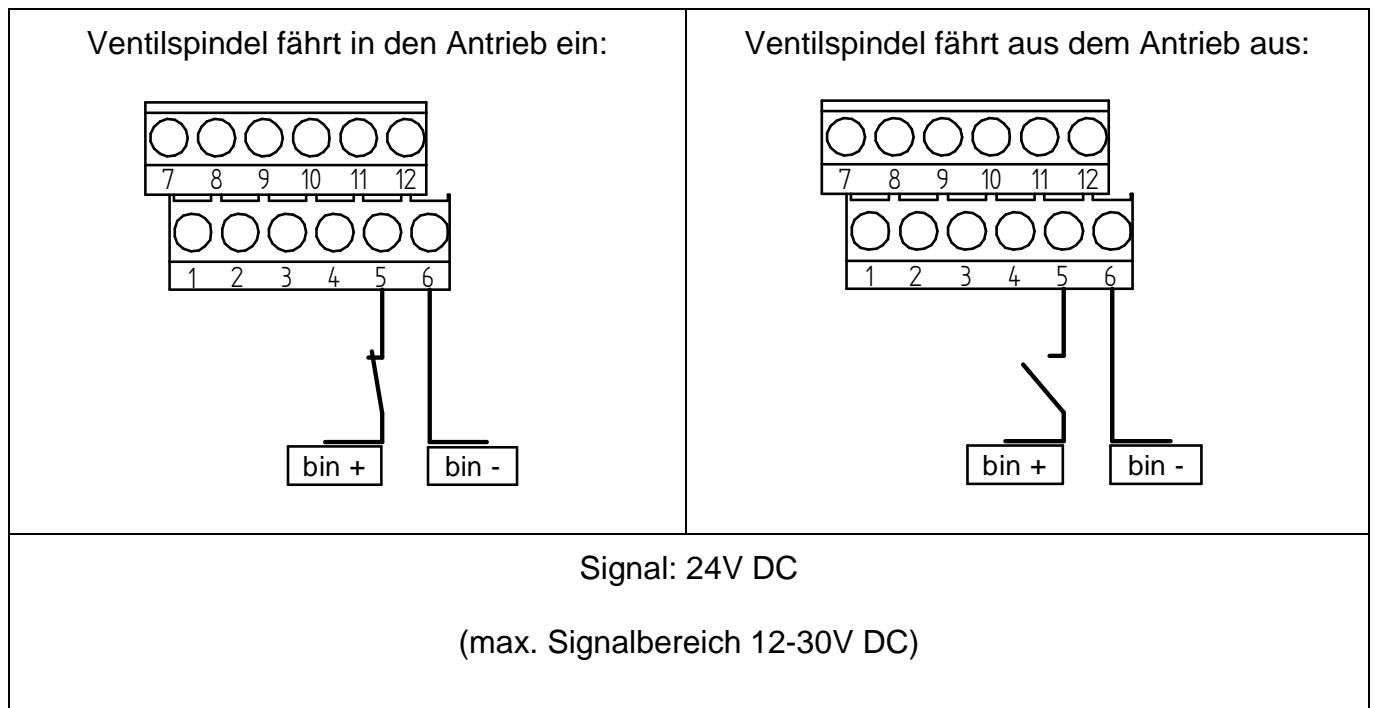 Ventilspindel fährt in den Antrieb ein:
7 8 9 10 11 12
1 2 3 4 5 6
bin + bin -
Ventilspindel fährt aus dem Antrieb aus:
7 8 9 10 11 12
1 2 3 4 5 6
bin + bin -
Signal: 24V DC
(max. Signalbereich 12-30V DC)